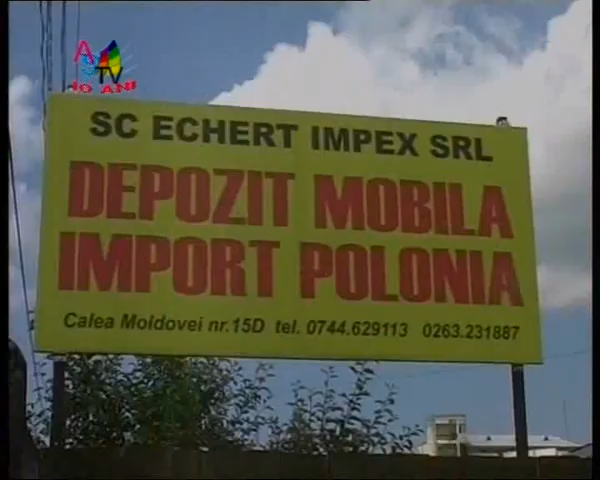 TV
10 ANI
SC ECHERT IMPEX SRL
DEPOZIT MOBILA
IMPORT POLONIA
Calea Moldovei nr.15D tel. 0744.629113 0263.231887